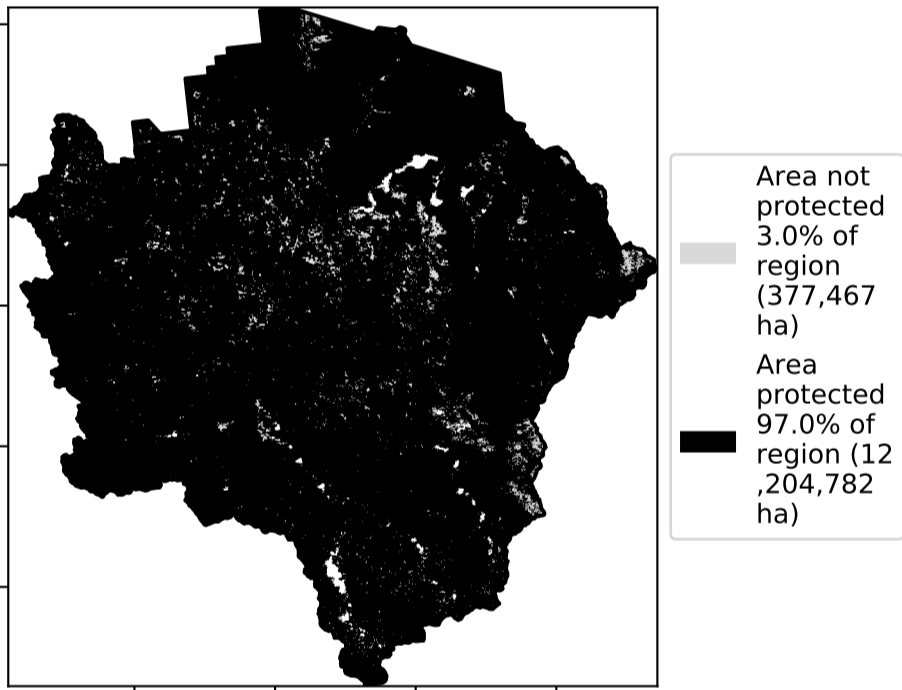 Area not
protected
3.0% of
region
(377,467
ha)
Area
protected
97.0% of
region (12
,204,782
ha)